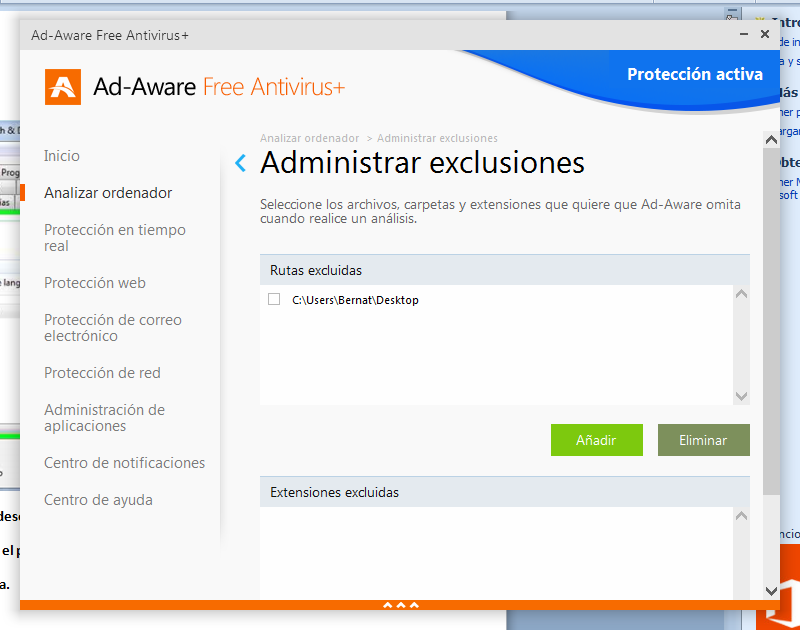 Ad-Aware Free Antivirus+
Ad-Aware Free Antivirus+
Protección activa
Inicio
Analizar ordenador
Protección en tiempo
real
Protección web
Protección de correo
electrónico
Protección de red
Administración de
aplicaciones
Centro de notificaciones
Centro de ayuda
Analizar ordenador > Administrar exclusiones
Administrar exclusiones
Seleccione los archivos, carpetas y extensiones que quiere que Ad-Aware omita
cuando realice un análisis.
Rutas excluidas
C:\Users\Bernat\Desktop
Añadir
Eliminar
Extensiones excluidas
el